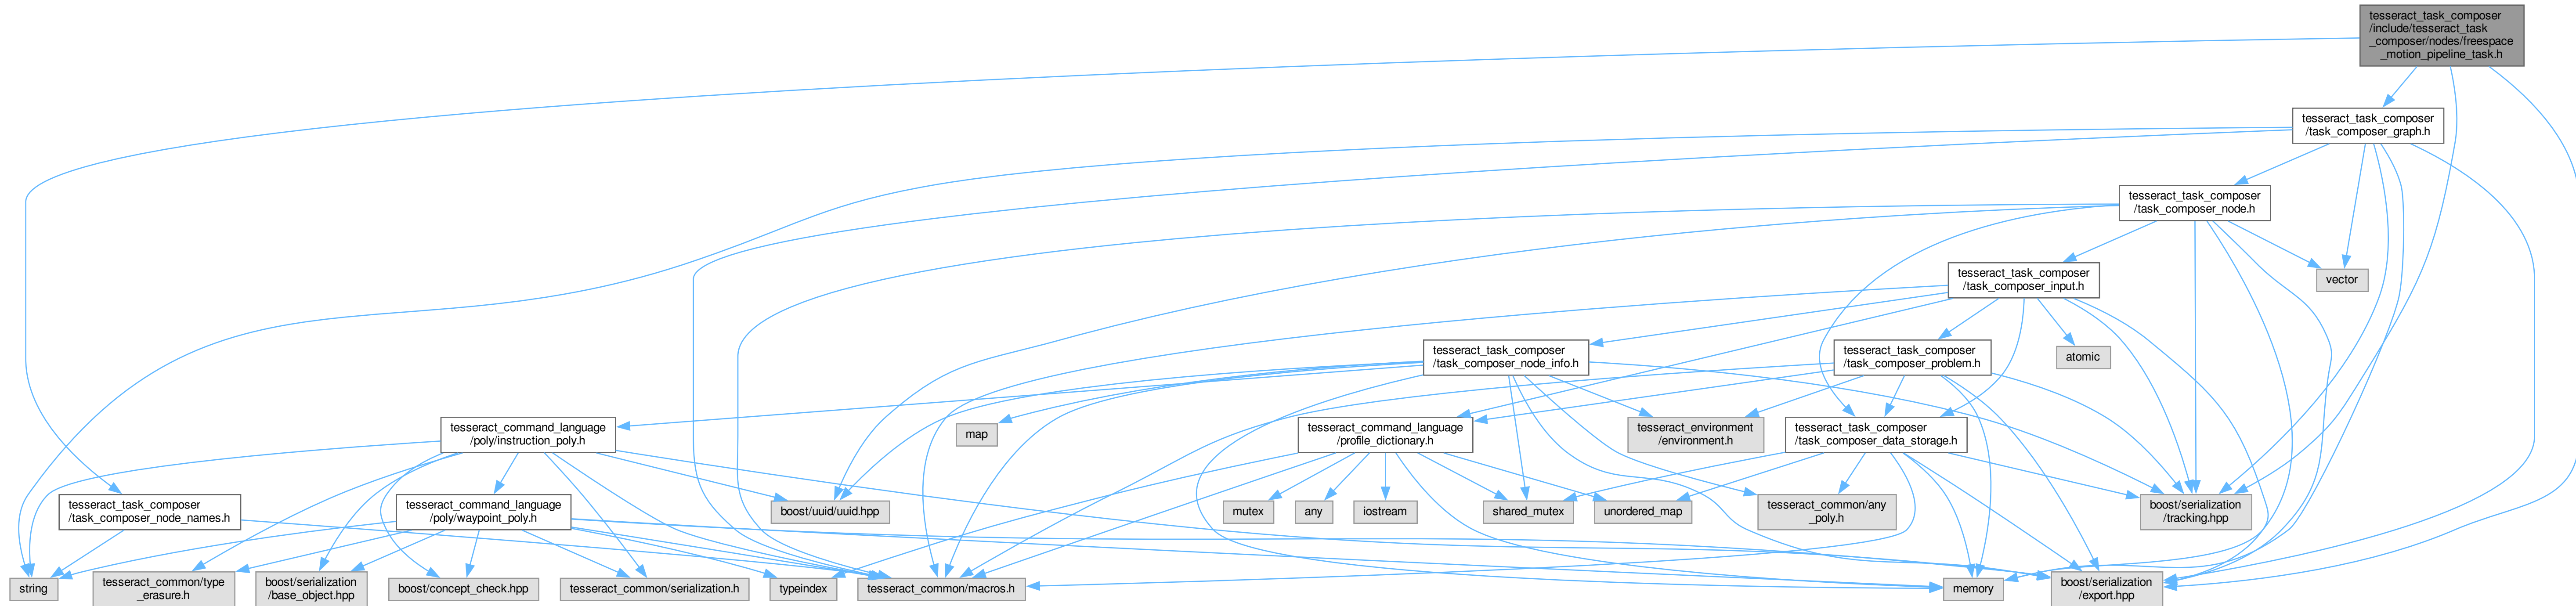 tesseract_task_composer
/include/tesseract_task
_composer/nodes/freespace
_motion_pipeline_task.h
tesseract_task_composer
/task_composer_graph.h
tesseract_task_composer
/task_composer_node.h
tesseract_task_composer
/task_composer_input.h
vector
tesseract_task_composer
/task_composer_node_info.h
tesseract_task_composer
/task_composer_problem.h
atomic
tesseract_command_language
/poly/instruction_poly.h
map
tesseract_command_language
/profile_dictionary.h
tesseract_environment
/environment.h
tesseract_task_composer
/task_composer_data_storage.h
tesseract_task_composer
/task_composer_node_names.h
tesseract_command_language
/poly/waypoint_poly.h
boost/uuid/uuid.hpp
mutex
any
iostream
shared_mutex
unordered_map
tesseract_common/any
_poly.h
boost/serialization
/tracking.hpp
string
tesseract_common/type
_erasure.h
boost/serialization
/base_object.hpp
boost/concept_check.hpp
tesseract_common/serialization.h
typeindex
tesseract_common/macros.h
memory
boost/serialization
/export.hpp